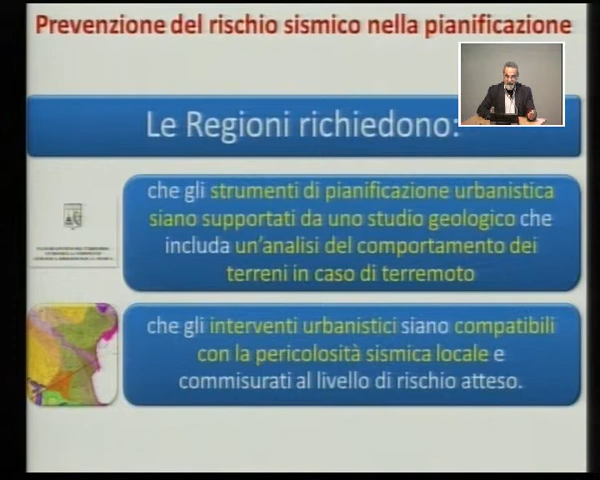 Prevenzione del rischio sismico nella pianificazione
Le Regioni richiedono:
che gli strumenti di pianificazione urbanistica
siano supportati da uno studio geologico che
includa un'analisi del comportamento dei
terreni in caso di terremoto
che gli interventi urbanistici siano compatibili
con la pericolosità sismica locale e
commisurati al livello di rischio atteso.